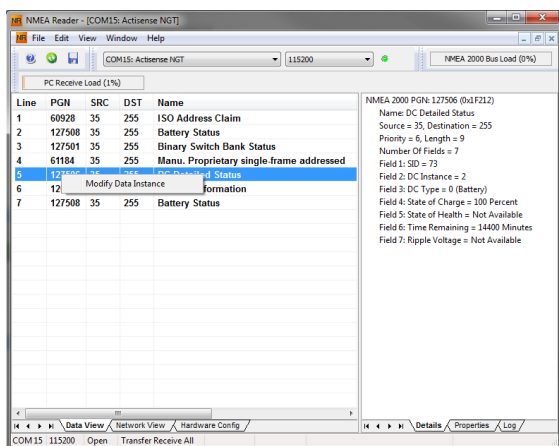 NR NMEA Reader - [COM15: Actisense NGT]
NR File Edit View Window Help
COM15: Actisense NGT 115200 NMEA 2000 Bus Load (0%)
PC Receive Load (1%)
Line PGN SRC DST Name
1 60928 35 255 ISO Address Claim
2 127508 35 255 Battery Status
3 127501 35 255 Binary Switch Bank Status
4 61184 35 255 Manu. Proprietary single-frame addressed
5 127506 35 255 DC Detailed Status
Modify Data Instance
6 12 formation
7 127508 35 255 Battery Status
NMEA 2000 PGN: 127506 (0x1F212)
Name: DC Detailed Status
Source = 35, Destination = 255
Priority = 6, Length = 9
Number Of Fields = 7
Field 1: SID = 73
Field 2: DC Instance = 2
Field 3: DC Type = 0 (Battery)
Field 4: State of Charge = 100 Percent
Field 5: State of Health = Not Available
Field 6: Time Remaining = 14400 Minutes
Field 7: Ripple Voltage = Not Available
Data View Network View Hardware Config
Details Properties Log
COM 15 115200 Open Transfer Receive All